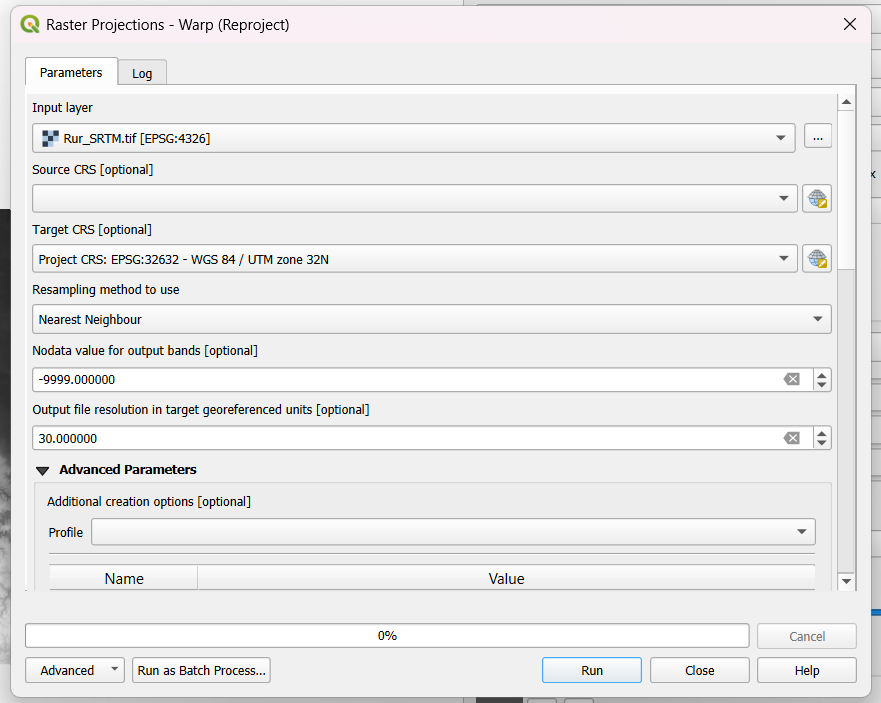 Raster Projections - Warp (Reproject)
Parameters
Log
Input layer
Rur_SRTM.tif [EPSG:4326]
...
Source CRS [optional]
Target CRS [optional]
Project CRS: EPSG:32632 - WGS 84 / UTM zone 32N
Resampling method to use
Nearest Neighbour
Nodata value for output bands [optional]
-9999.000000
Output file resolution in target georeferenced units [optional]
30.000000
Advanced Parameters
Additional creation options [optional]
Profile
Name Value
0%
Cancel
Advanced Run as Batch Process... Run Close Help
x